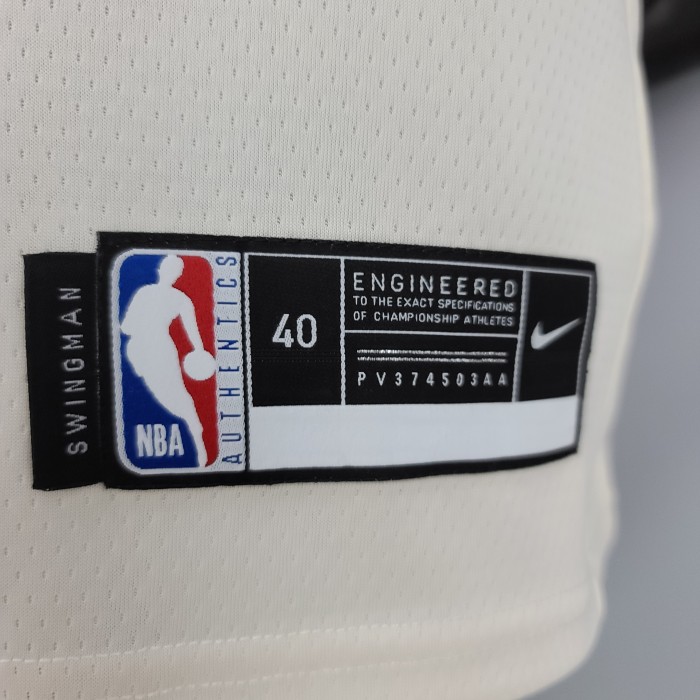 SWINGMAN
NBA
AUTHENTICS
40
ENGINEERED
TO THE EXACT SPECIFICATIONS
OF CHAMPIONSHIP ATHLETES
PV374503AA